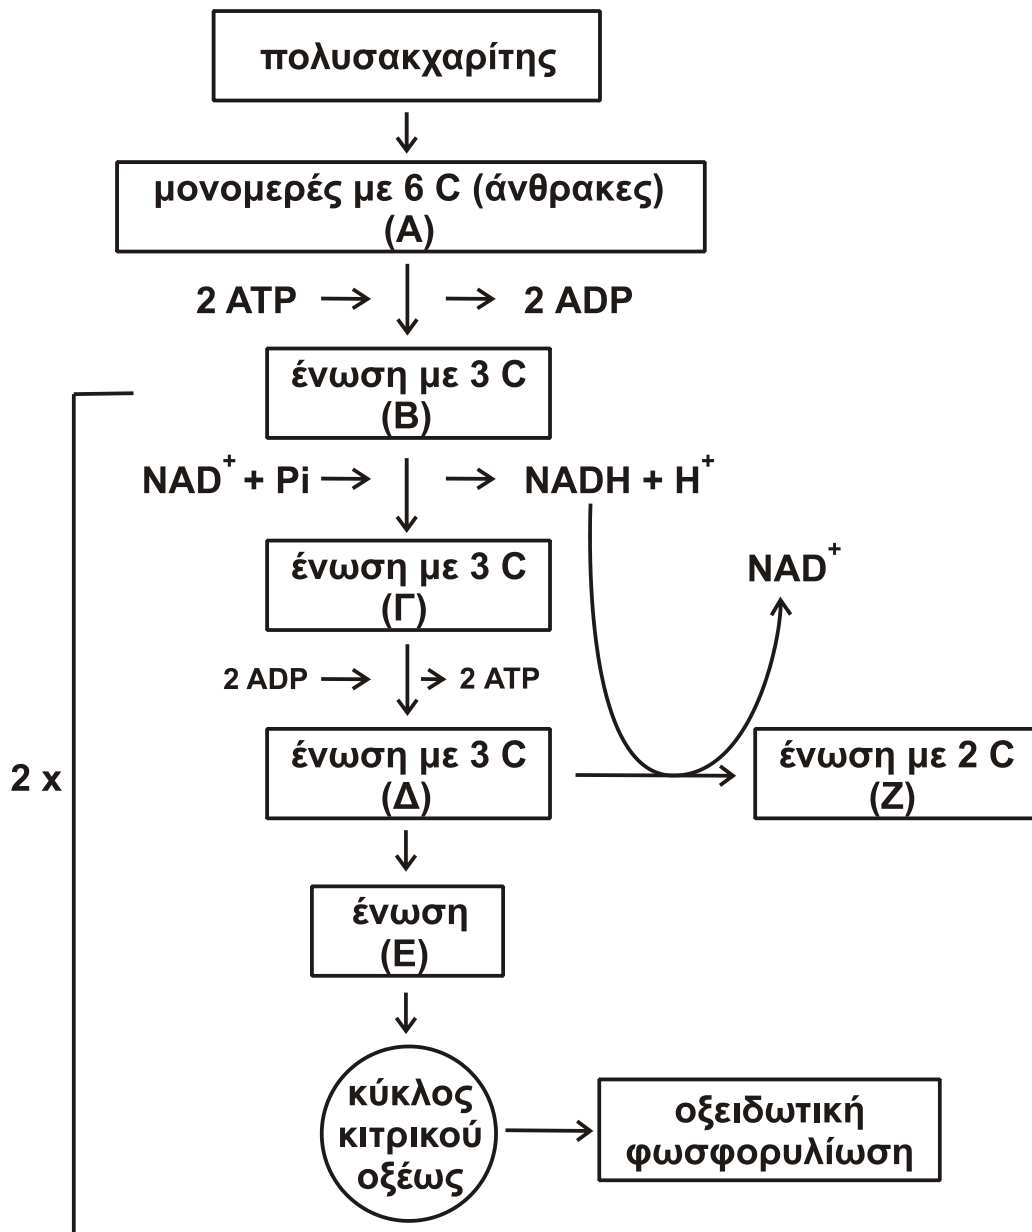 πολυσακχαρίτης
μονομερές με 6 C (άνθρακες)
(Α)
2 ATP
2 ADP
ένωση με 3 C
(Β)
NAD⁺ + Pi
NADH + H⁺
ένωση με 3 C
(Γ)
NAD⁺
2 ADP
2 ATP
ένωση με 3 C
(Δ)
ένωση με 2 C
(Ζ)
2 x
ένωση
(Ε)
κύκλος
κιτρικού
οξέως
οξειδωτική
φωσφορυλίωση